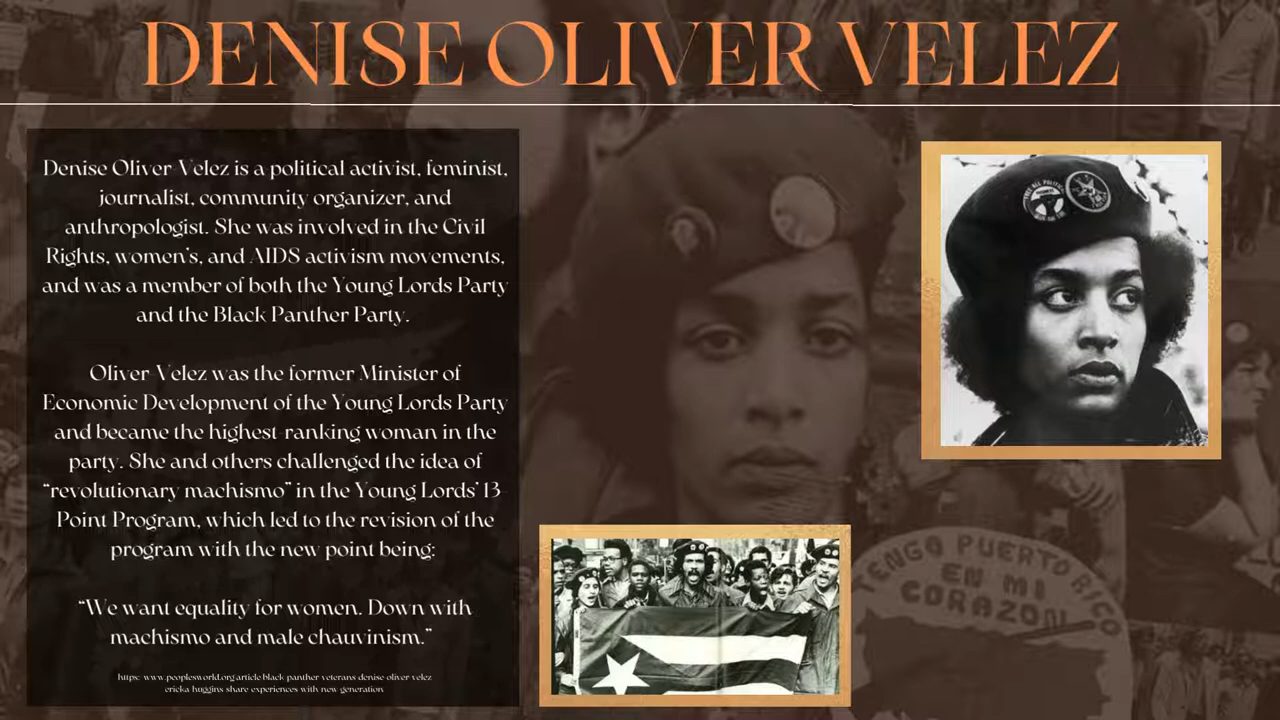 DENISE OLIVER VELEZ
Denise Oliver-Velez is a political activist, feminist,
journalist, community organizer, and
anthropologist. She was involved in the Civil
Rights, women's, and AIDS activism movements,
and was a member of both the Young Lords Party
and the Black Panther Party.
Oliver-Velez was the former Minister of
Economic Development of the Young Lords Party
and became the highest-ranking woman in the
party. She and others challenged the idea of
“revolutionary machismo” in the Young Lords' 13-
Point Program, which led to the revision of the
program with the new point being:
“We want equality for women. Down with
machismo and male chauvinism.”
https: www.peoplesworld.org article black panther veterans denise oliver velez
ericka huggins share experiences with new generation
TENGO PUERTO RICO
EN MI
CORAZON